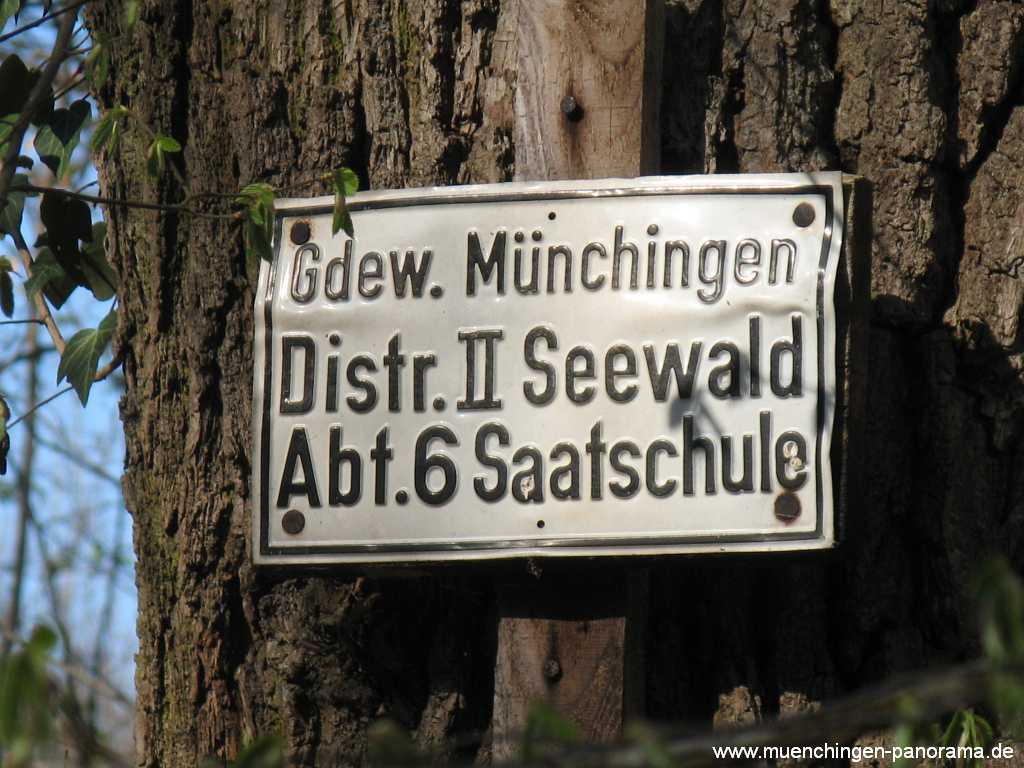 Gdew. Münchingen
Distr. II Seewald
Abt. 6 Saatschule
www.muenchingen-panorama.de